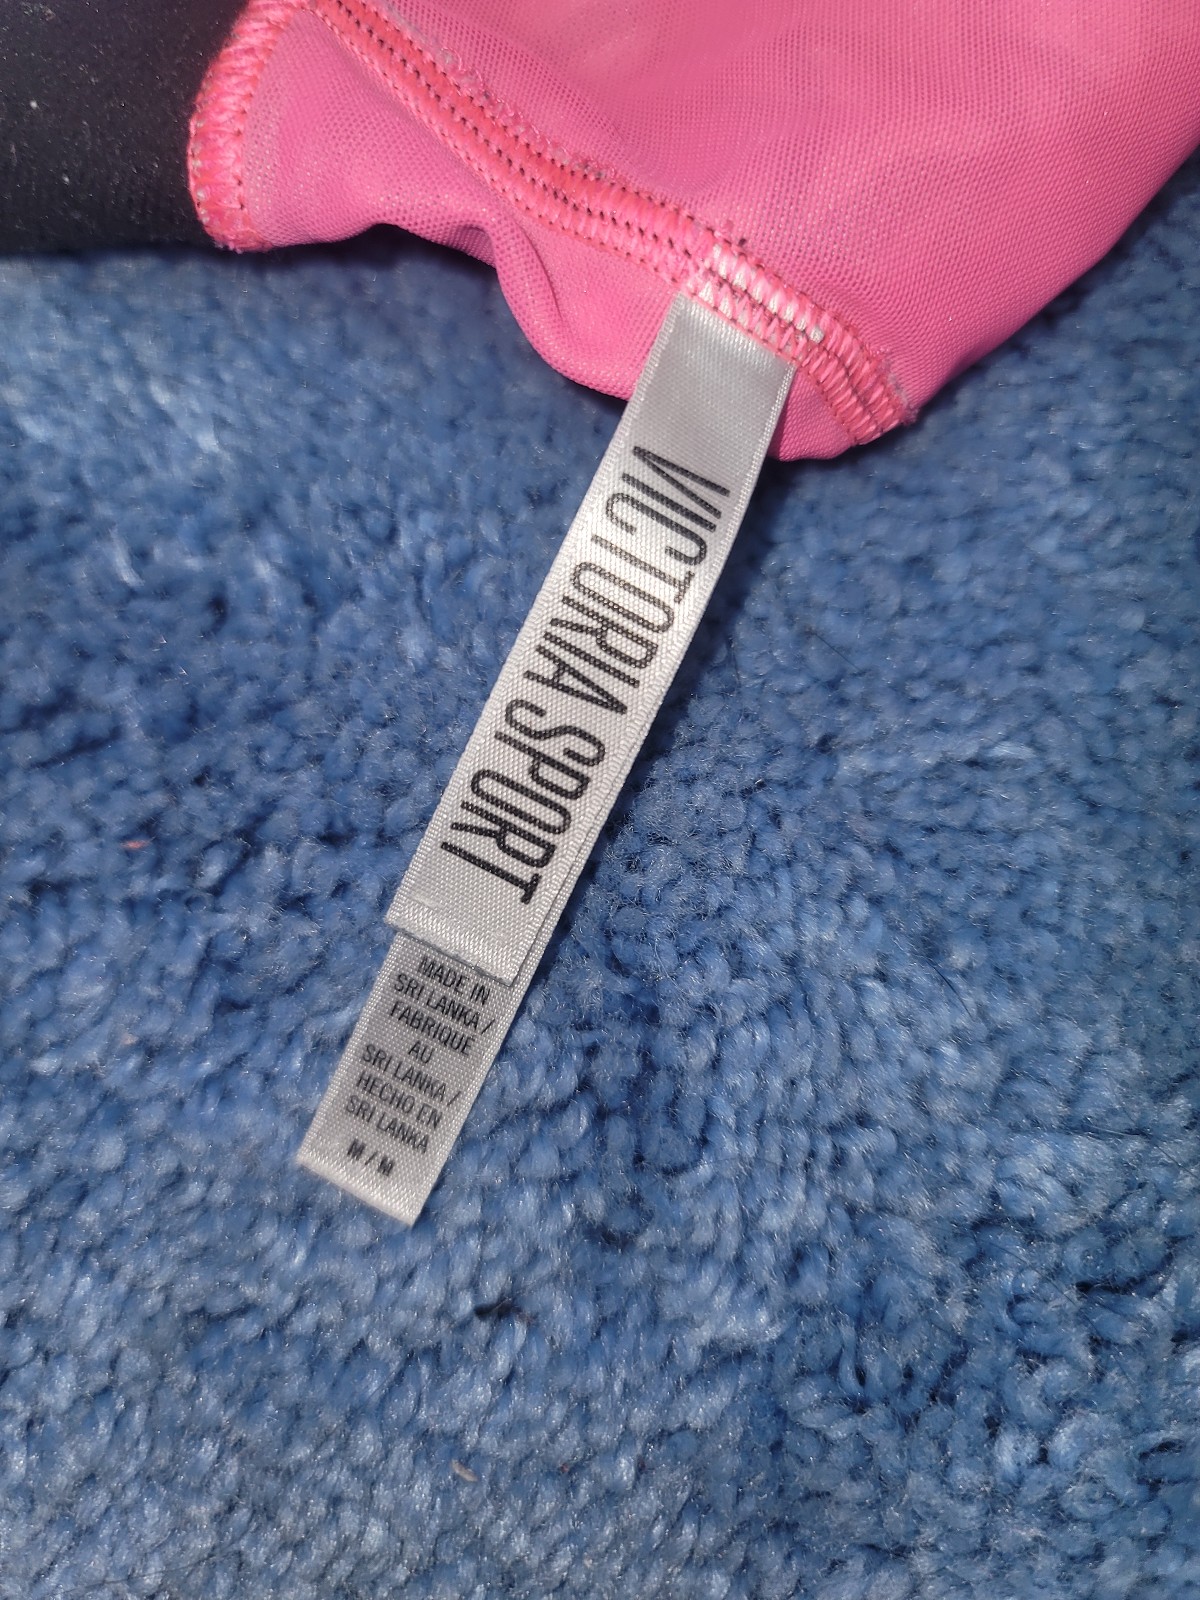 VICTORIA SPORT
MADE IN
SRI LANKA /
FABRIQUE
AU
SRI LANKA /
HECHO EN
SRI LANKA
M / M